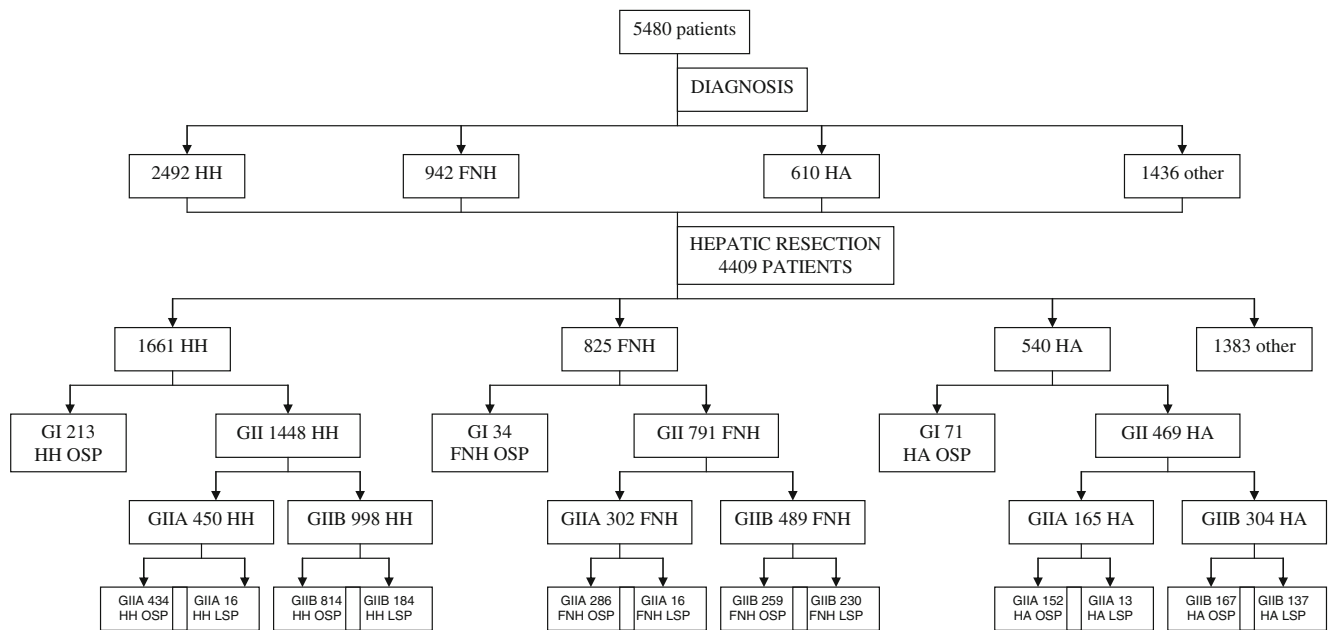 5480 patients
DIAGNOSIS
2492 HH
942 FNH
610 HA
1436 other
HEPATIC RESECTION
4409 PATIENTS
1661 HH
825 FNH
540 HA
1383 other
GI 213
HH OSP
GII 1448 HH
GI 34
FNH OSP
GII 791 FNH
GI 71
HA OSP
GII 469 HA
GIIA 450 HH
GIIB 998 HH
GIIA 302 FNH
GIIB 489 FNH
GIIA 165 HA
GIIB 304 HA
GIIA 434
HH OSP
GIIA 16
HH LSP
GIIB 814
HH OSP
GIIB 184
HH LSP
GIIA 286
FNH OSP
GIIA 16
FNH LSP
GIIB 259
FNH OSP
GIIB 230
FNH LSP
GIIA 152
HA OSP
GIIA 13
HA LSP
GIIB 167
HA OSP
GIIB 137
HA LSP